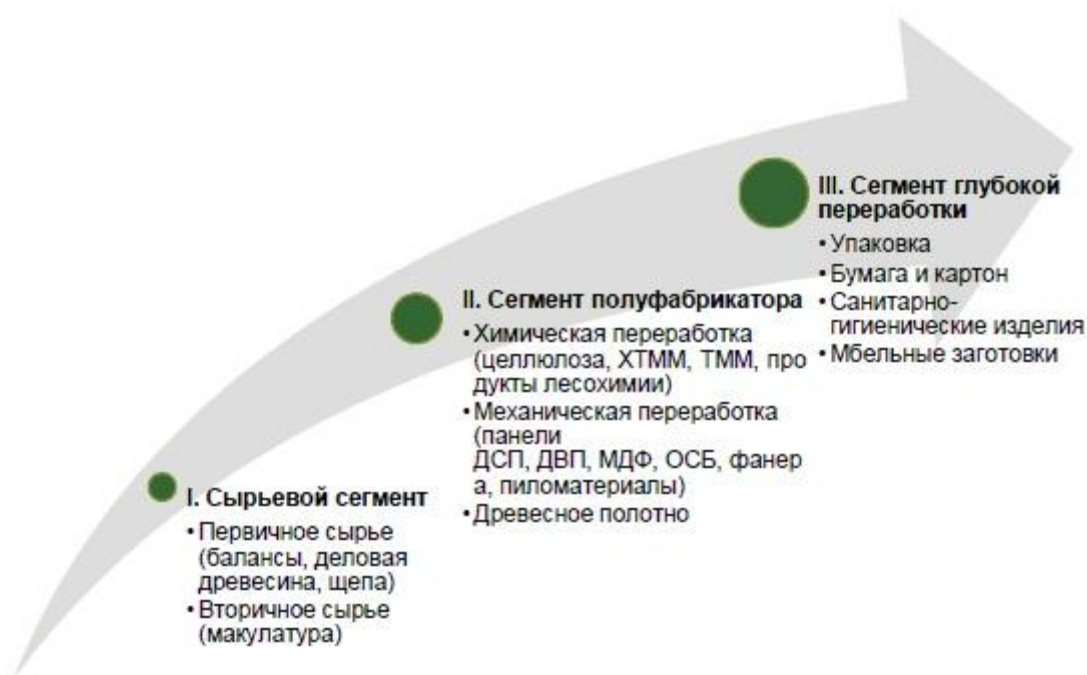 III. Сегмент глубокой
переработки
• Упаковка
• Бумага и картон
• Санитарно-
гигиенические изделия
• Мбельные заготовки
II. Сегмент полуфабрикатора
• Химическая переработка
(целлюлоза, ХТММ, ТММ, про
дукты лесохимии)
• Механическая переработка
(панели
ДСП, ДВП, МДФ, ОСБ, фанер
а, пиломатериалы)
• Древесное полотно
I. Сырьевой сегмент
• Первичное сырье
(балансы, деловая
древесина, щепа)
• Вторичное сырье
(макулатура)